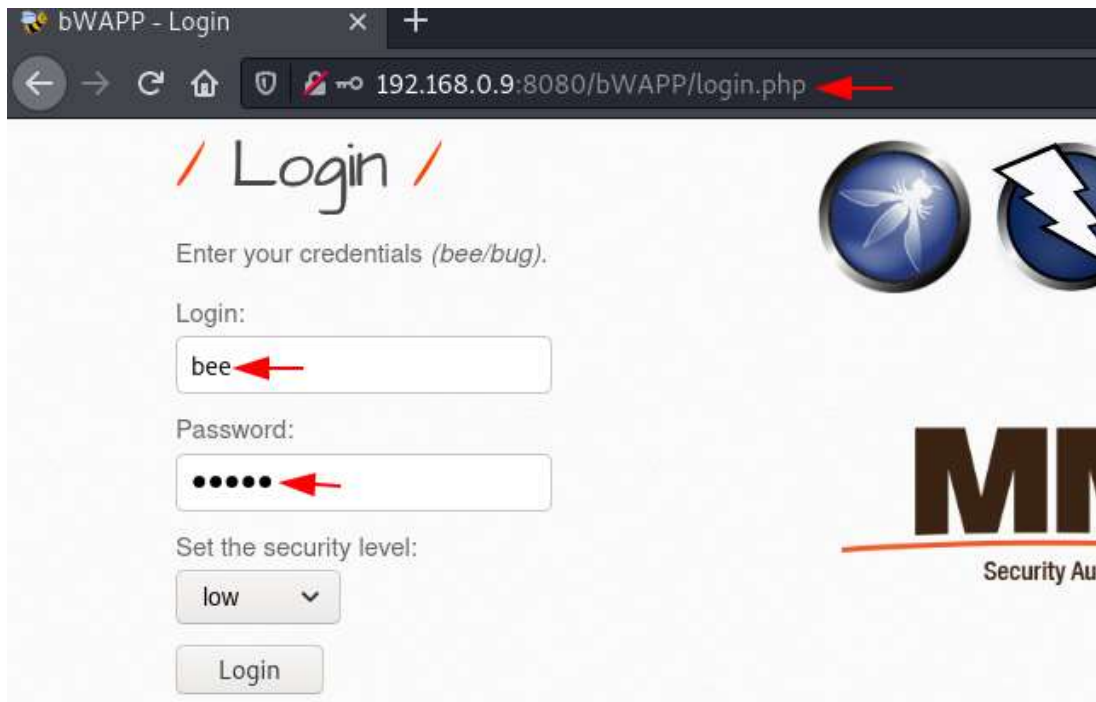 bWAPP - Login
192.168.0.9:8080/bWAPP/login.php
/ Login /
Enter your credentials (bee/bug).
Login:
bee
Password:
•••••
Set the security level:
low
Login
MM
Security Au